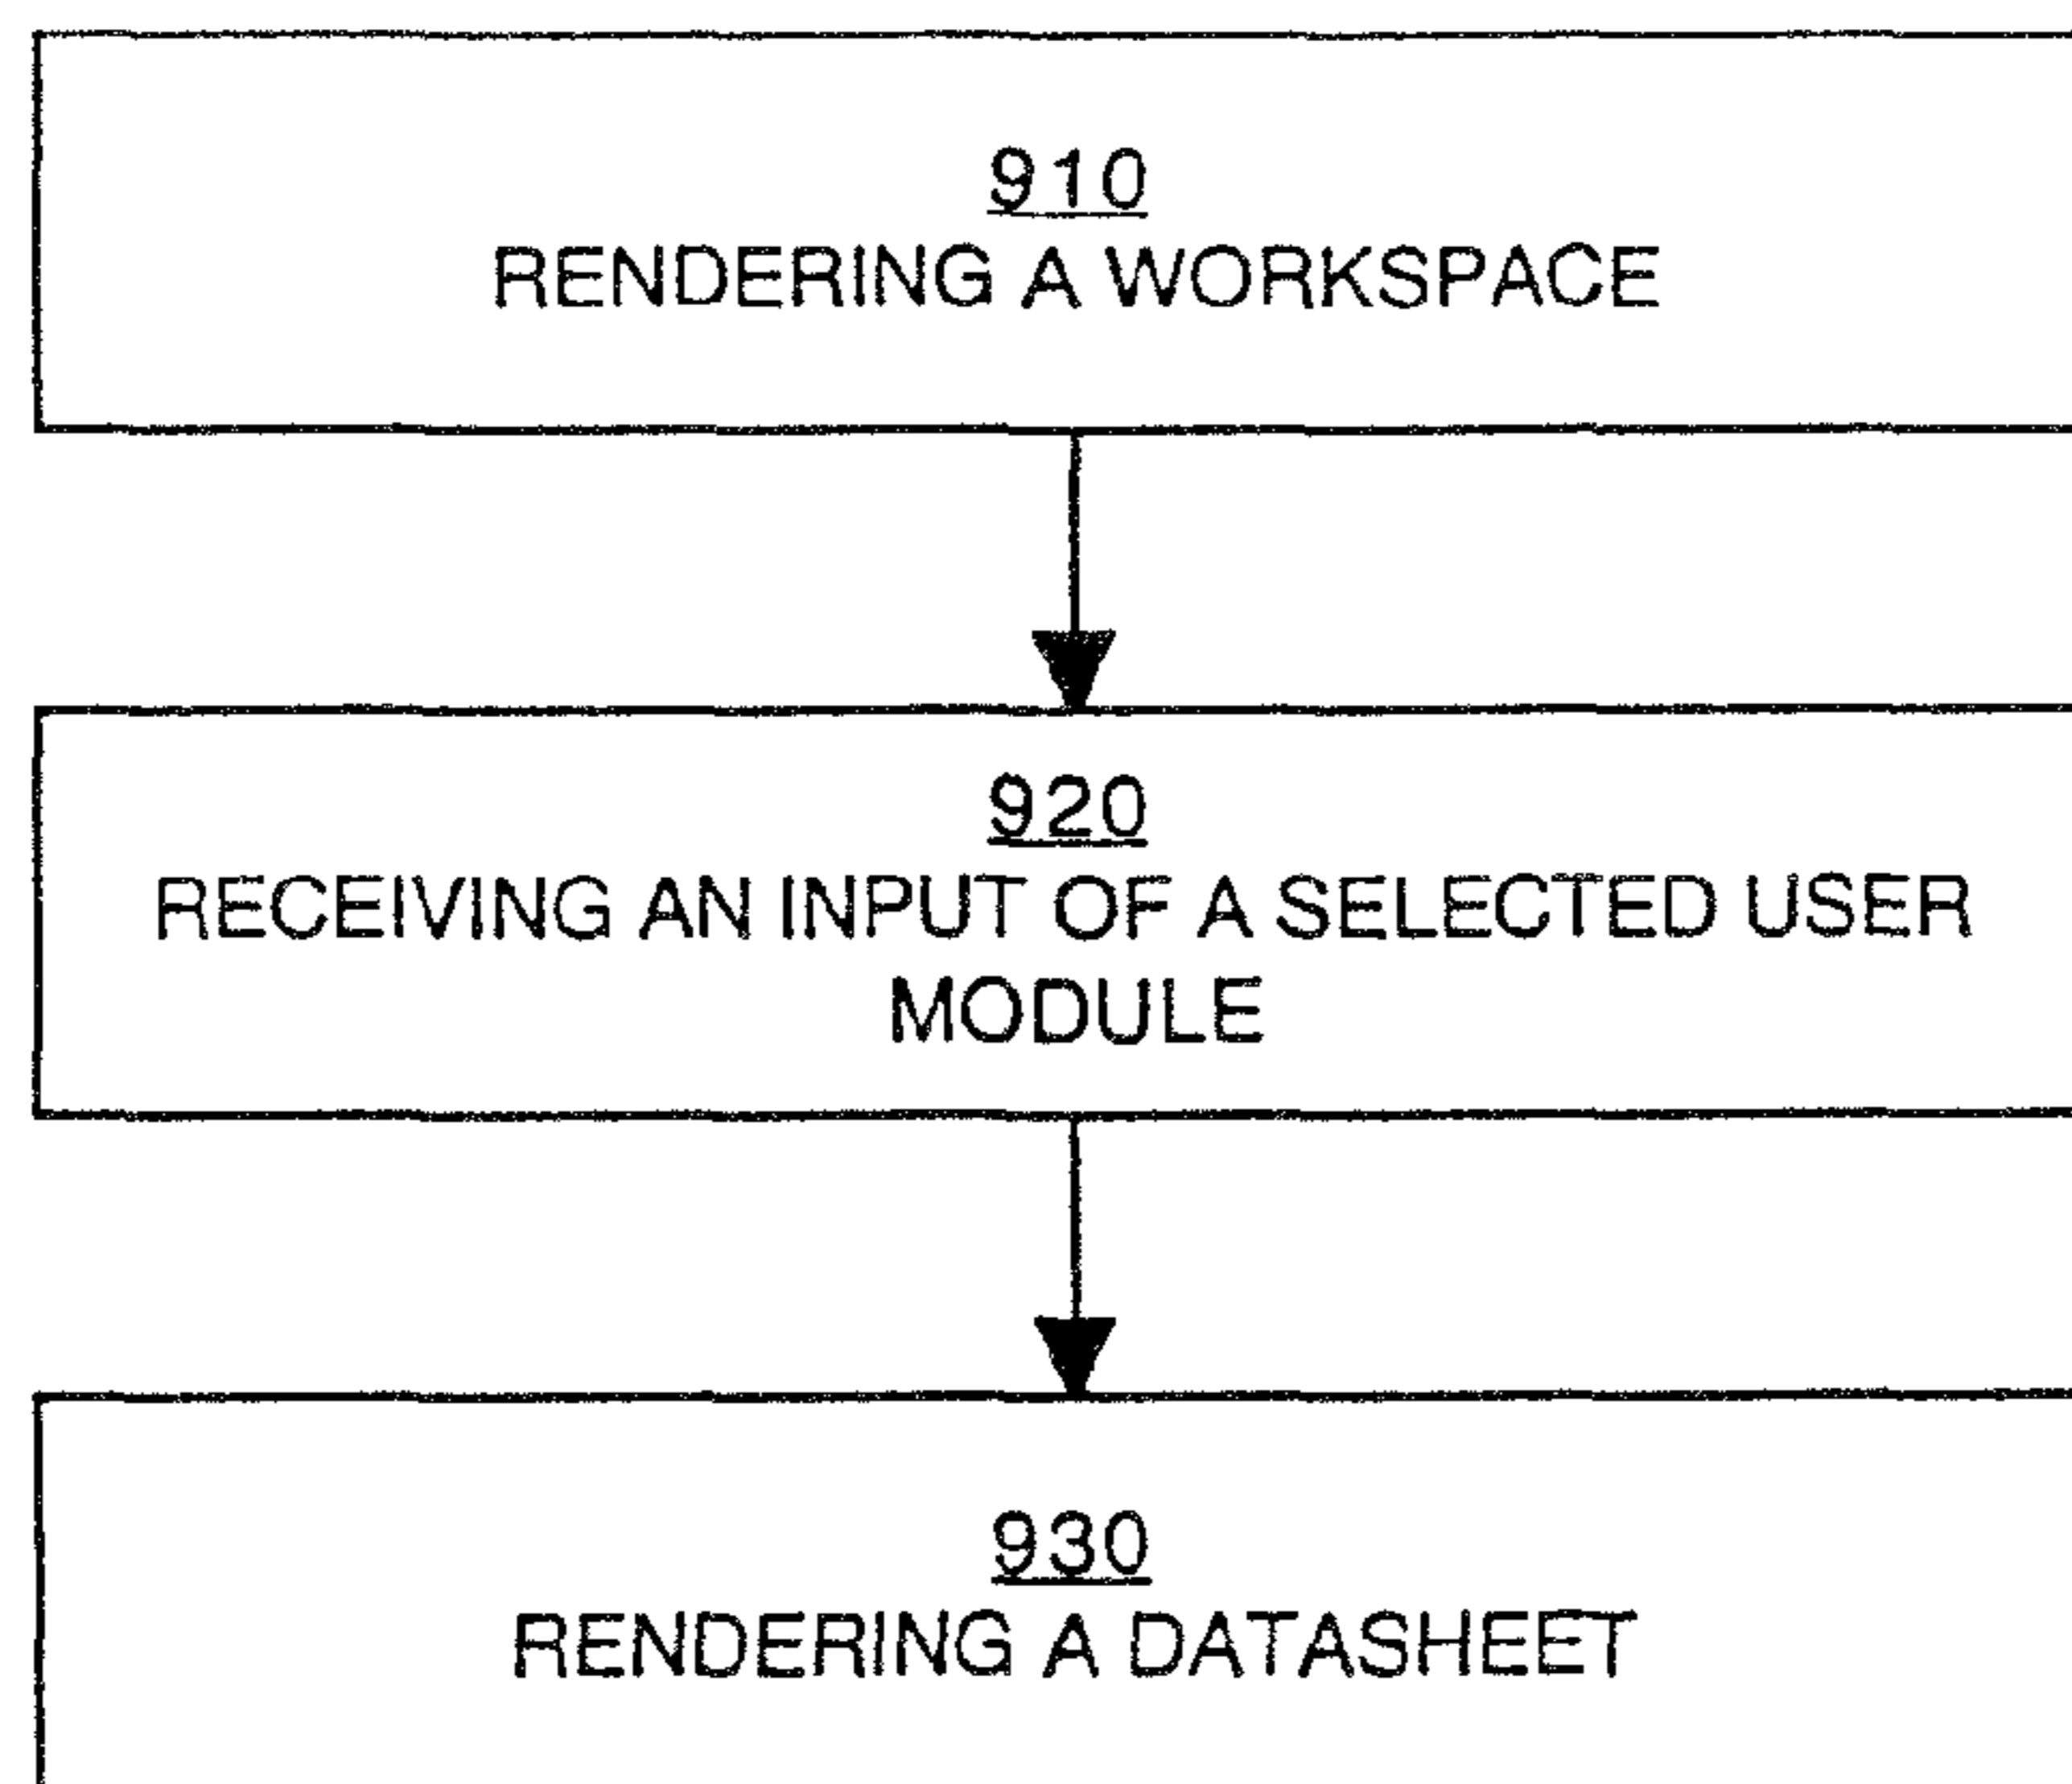 910
RENDERING A WORKSPACE
920
RECEIVING AN INPUT OF A SELECTED USER
MODULE
930
RENDERING A DATASHEET